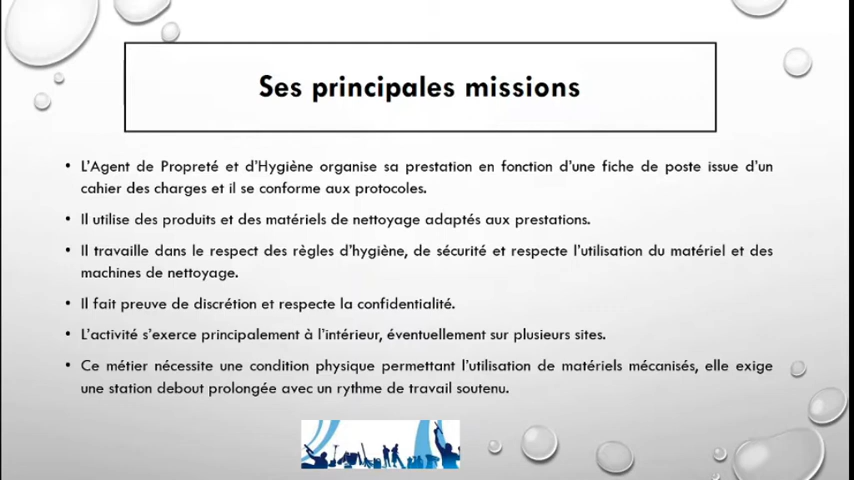 Ses principales missions
• L'Agent de Propreté et d'Hygiène organise sa prestation en fonction d'une fiche de poste issue d'un
cahier des charges et il se conforme aux protocoles.
• Il utilise des produits et des matériels de nettoyage adaptés aux prestations.
• Il travaille dans le respect des règles d'hygiène, de sécurité et respecte l'utilisation du matériel et des
machines de nettoyage.
• Il fait preuve de discrétion et respecte la confidentialité.
• L'activité s'exerce principalement à l'intérieur, éventuellement sur plusieurs sites.
• Ce métier nécessite une condition physique permettant l'utilisation de matériels mécanisés, elle exige
une station debout prolongée avec un rythme de travail soutenu.